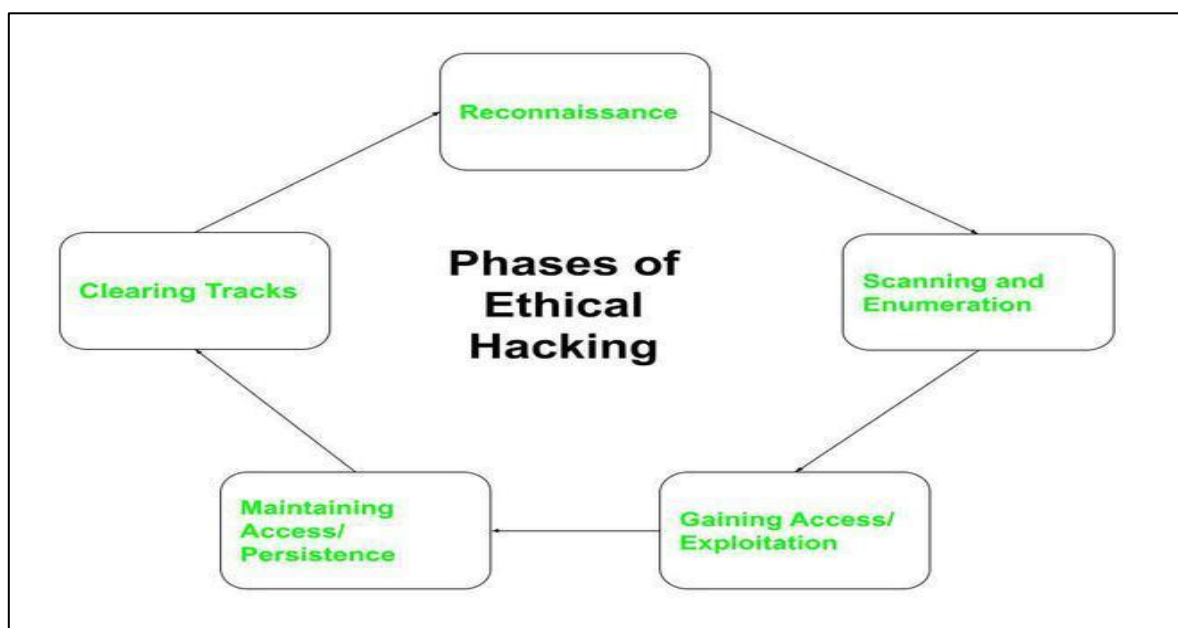 Reconnaissance
Phases of
Ethical
Hacking
Scanning and
Enumeration
Gaining Access/
Exploitation
Maintaining
Access/
Persistence
Clearing Tracks